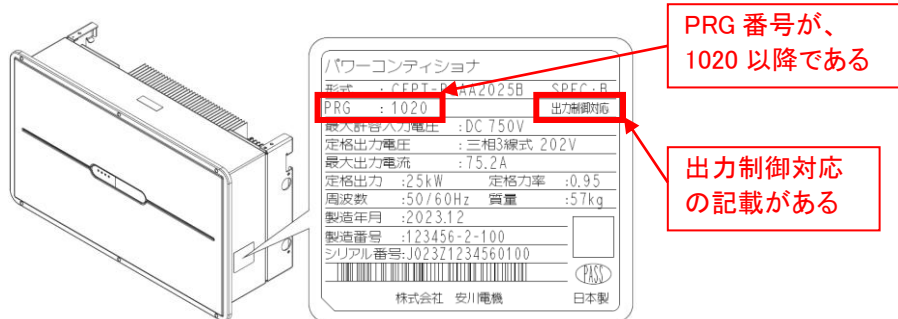 PRG 番号が、
1020 以降である
パワーコンディショナ
形式 : CEPT-P AA2025B SPEC:B
PRG : 1020 出力制御対応
最大許容入力電圧 :DC 750V
定格出力電圧 :三相3線式 202V
最大出力電流 :75.2A
定格出力 :25kW 定格力率 :0.95
周波数 :50/60Hz 質量 :57kg
製造年月 :2023.12
製造番号 :123456-2-100
シリアル番号:J023Z1234560100
PASS
株式会社 安川電機 日本製
出力制御対応
の記載がある